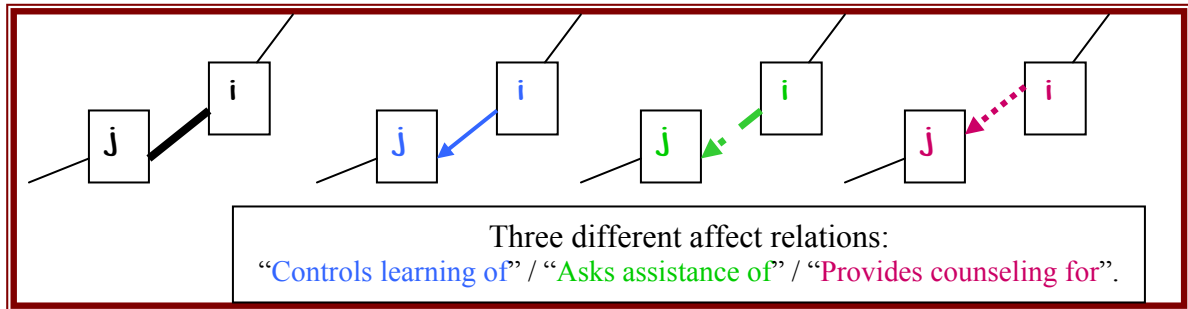 i i i i
j j j j
Three different affect relations:
“Controls learning of” / “Asks assistance of” / “Provides counseling for”.